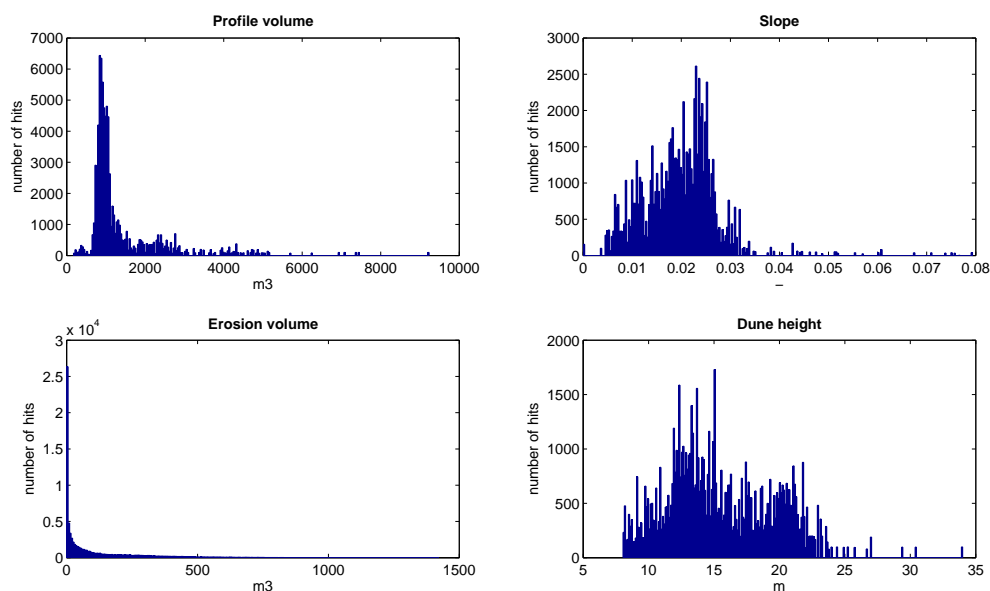 Profile volume
number of hits
7000
6000
5000
4000
3000
2000
1000
0
0 2000 4000 6000 8000 10000
m3
Slope
number of hits
3000
2500
2000
1500
1000
500
0
0 0.01 0.02 0.03 0.04 0.05 0.06 0.07 0.08
–
Erosion volume
x 10^4
number of hits
3
2.5
2
1.5
1
0.5
0
0 500 1000 1500
m3
Dune height
number of hits
2000
1500
1000
500
0
5 10 15 20 25 30 35
m